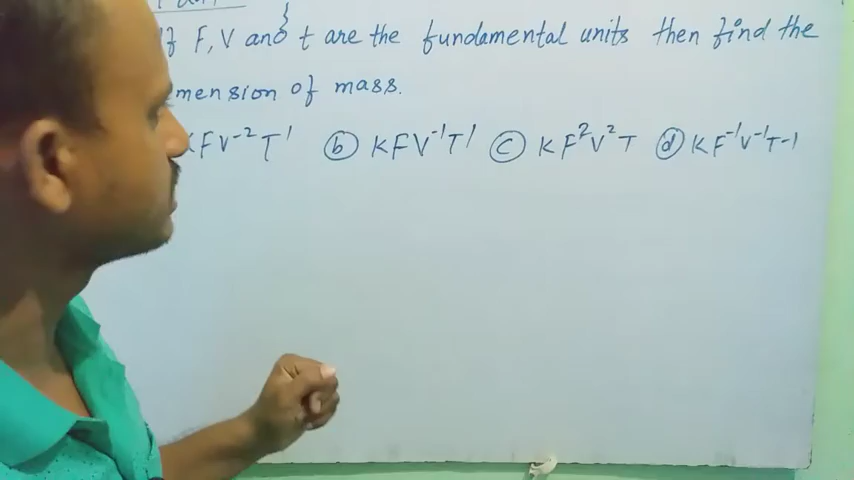 If F, V and t are the fundamental units then find the
mension of mass.
KFV⁻²T¹ ⓑ KFV⁻¹T¹ ⓒ KF²V²T ⓓ KF⁻¹V⁻¹T-1